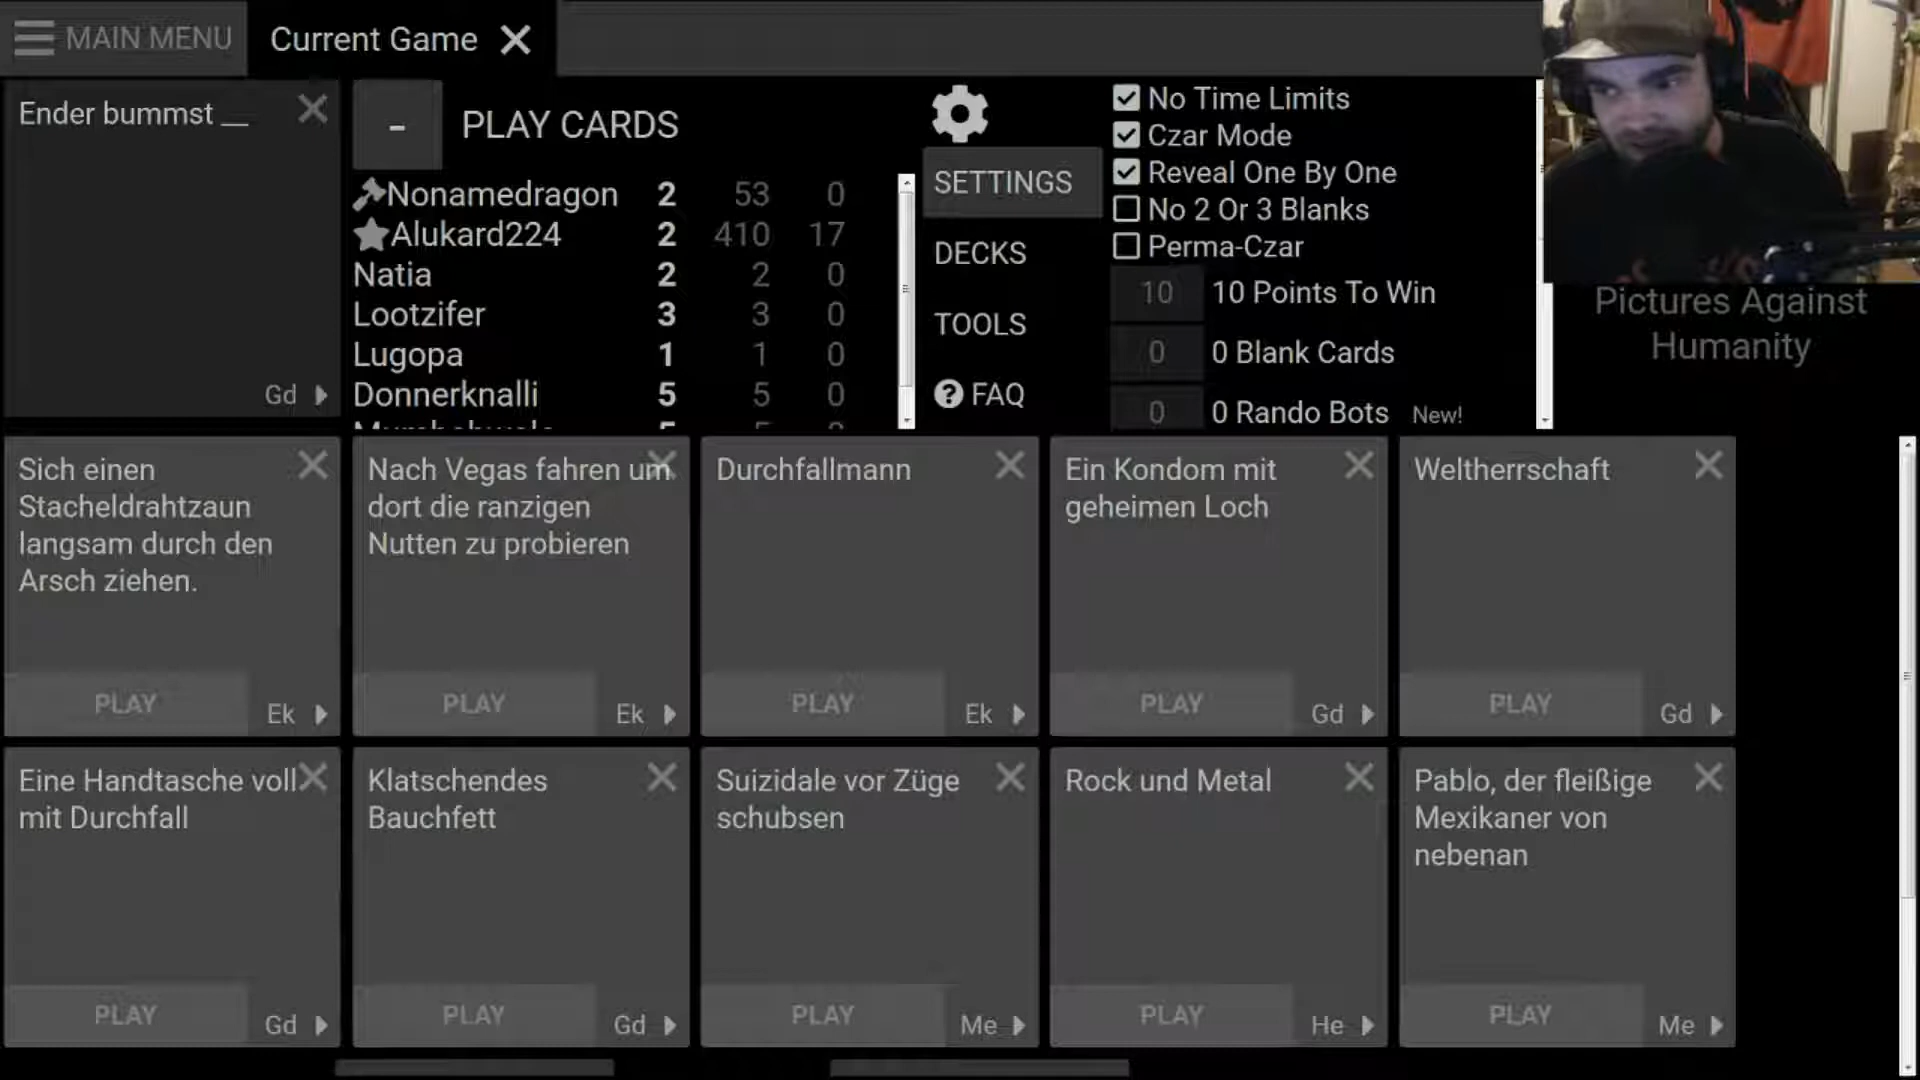 MAIN MENU
Current Game
Ender bummst __
Gd
-
PLAY CARDS
Nonamedragon 2 53 0
Alukard224 2 410 17
Natia 2 2 0
Lootzifer 3 3 0
Lugopa 1 1 0
Donnerknalli 5 5 0
SETTINGS
DECKS
TOOLS
? FAQ
No Time Limits
Czar Mode
Reveal One By One
No 2 Or 3 Blanks
Perma-Czar
10 10 Points To Win
0 0 Blank Cards
0 0 Rando Bots New!
Pictures Against
Humanity
Sich einen
Stacheldrahtzaun
langsam durch den
Arsch ziehen.
PLAY Ek
Nach Vegas fahren um
dort die ranzigen
Nutten zu probieren
PLAY Ek
Durchfallmann
PLAY Ek
Ein Kondom mit
geheimen Loch
PLAY Gd
Weltherrschaft
PLAY Gd
Eine Handtasche voll
mit Durchfall
PLAY Gd
Klatschendes
Bauchfett
PLAY Gd
Suizidale vor Züge
schubsen
PLAY Me
Rock und Metal
PLAY He
Pablo, der fleißige
Mexikaner von
nebenan
PLAY Me